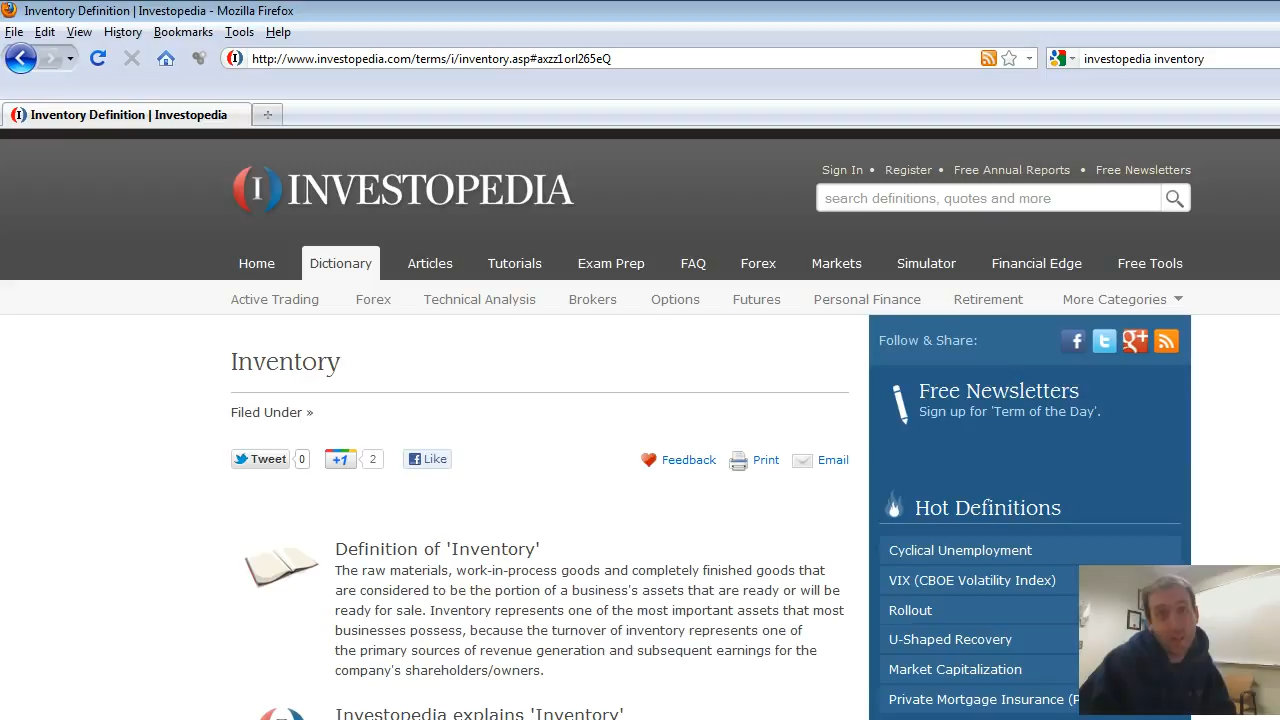 Inventory Definition | Investopedia - Mozilla Firefox
File Edit View History Bookmarks Tools Help
http://www.investopedia.com/terms/i/inventory.asp#axzz1orl265eQ
investopedia inventory
Inventory Definition | Investopedia
Sign In • Register • Free Annual Reports • Free Newsletters
I INVESTOPEDIA
search definitions, quotes and more
Home Dictionary Articles Tutorials Exam Prep FAQ Forex Markets Simulator Financial Edge Free Tools
Active Trading Forex Technical Analysis Brokers Options Futures Personal Finance Retirement More Categories
Inventory
Filed Under »
Tweet 0 +1 2 Like
Feedback Print Email
Definition of 'Inventory'
The raw materials, work-in-process goods and completely finished goods that
are considered to be the portion of a business's assets that are ready or will be
ready for sale. Inventory represents one of the most important assets that most
businesses possess, because the turnover of inventory represents one of
the primary sources of revenue generation and subsequent earnings for the
company's shareholders/owners.
Investopedia explains 'Inventory'
Follow & Share:
Free Newsletters
Sign up for 'Term of the Day'.
Hot Definitions
Cyclical Unemployment
VIX (CBOE Volatility Index)
Rollout
U-Shaped Recovery
Market Capitalization
Private Mortgage Insurance (P